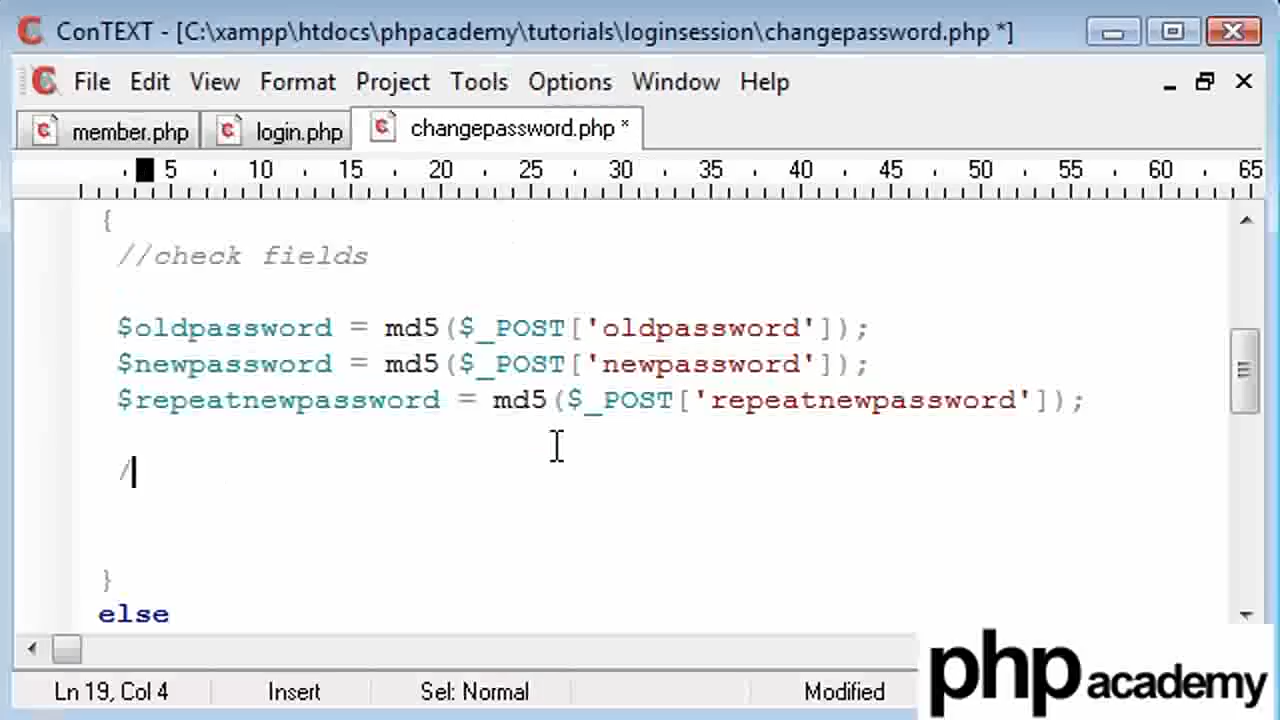 ConTEXT - [C:\xampp\htdocs\phpacademy\tutorials\loginsession\changepassword.php *]
File Edit View Format Project Tools Options Window Help
member.php login.php changepassword.php *
5 10 15 20 25 30 35 40 45 50 55 60 65
{
//check fields
$oldpassword = md5($_POST['oldpassword']);
$newpassword = md5($_POST['newpassword']);
$repeatnewpassword = md5($_POST['repeatnewpassword']);
/
}
else
Ln 19, Col 4 Insert Sel: Normal Modified
php academy